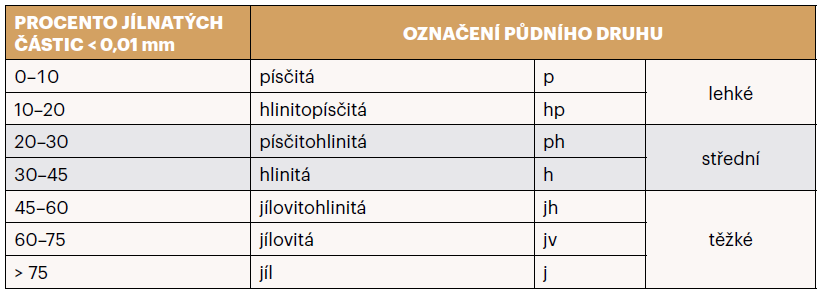 PROCENTO JÍLNATÝCH
ČÁSTIC < 0,01 mm
OZNAČENÍ PŮDNÍHO DRUHU
0–10 písčitá p
lehké
10–20 hlinitopísčitá hp
20–30 písčitohlinitá ph
střední
30–45 hlinitá h
45–60 jílovitohlinitá jh
60–75 jílovitá jv těžké
> 75 jíl j